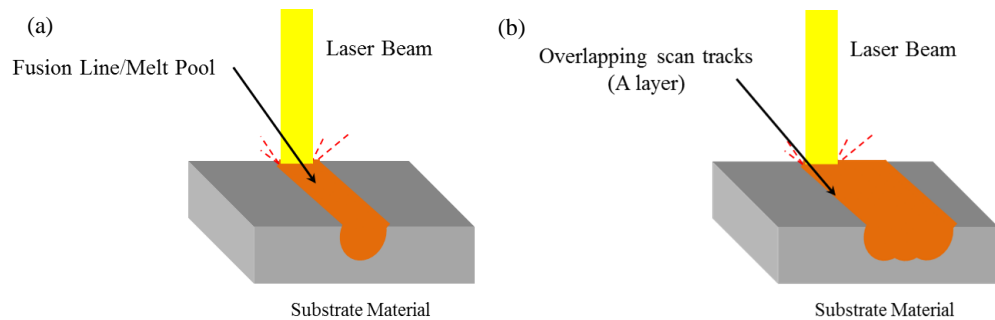 (a)
Laser Beam
Fusion Line/Melt Pool
Substrate Material
(b)
Laser Beam
Overlapping scan tracks
(A layer)
Substrate Material